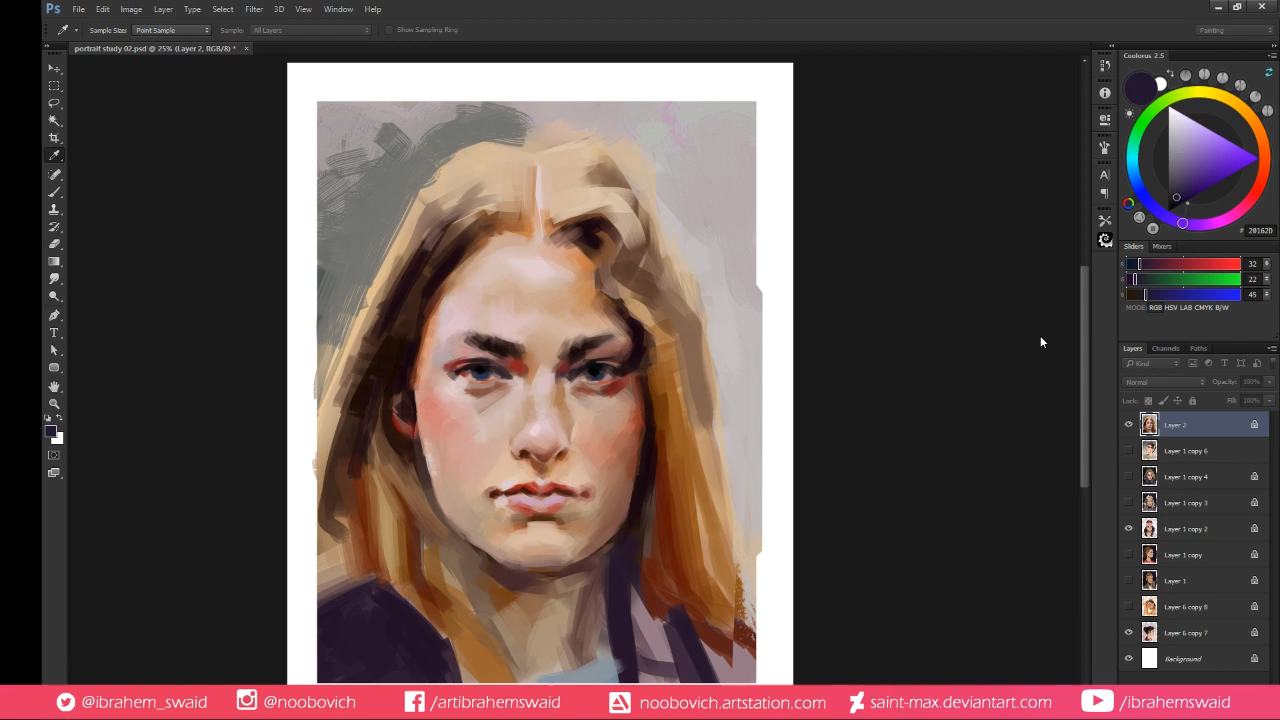 Ps File Edit Image Layer Type Select Filter 3D View Window Help
Sample Size: Point Sample Sample: All Layers Show Sampling Ring Painting
portrait study 02.psd @ 25% (Layer 2, RGB/8) * ×
Coolorus 2.5
# 20162D
Sliders Mixers
R 32
G 22
B 45
MODE: RGB HSV LAB CMYK B/W
Layers Channels Paths
Kind
Normal Opacity: 100%
Lock: Fill: 100%
Layer 2
Layer 1 copy 6
Layer 1 copy 4
Layer 1 copy 3
Layer 1 copy 2
Layer 1 copy
Layer 1
Layer 6 copy 8
Layer 6 copy 7
Background
@ibrahem_swaid @noobovich /artibrahemswaid noobovich.artstation.com saint-max.deviantart.com /ibrahemswaid